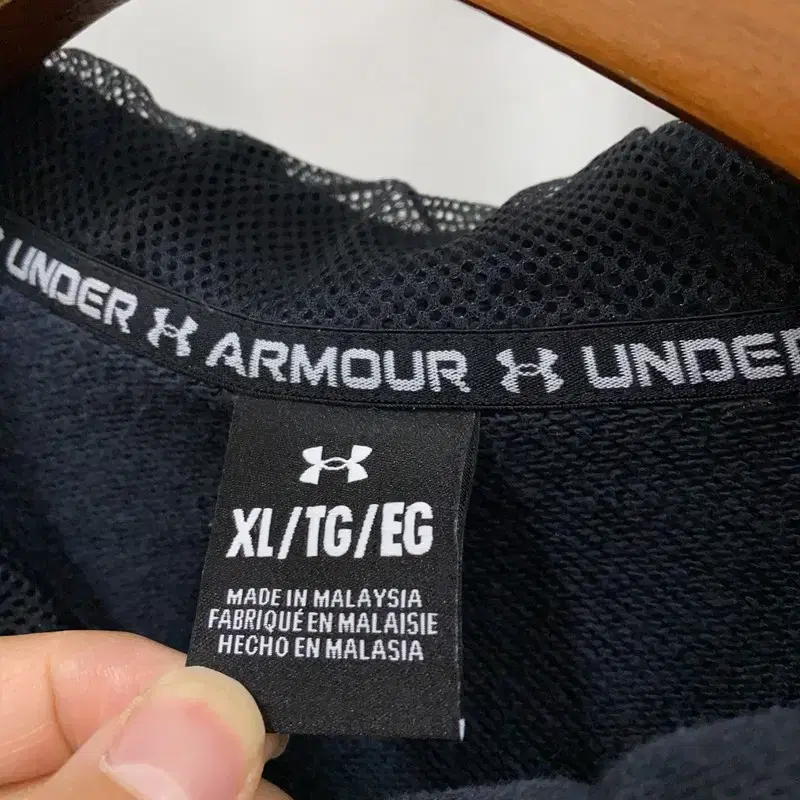 UNDER ARMOUR UNDER
XL/TG/EG
MADE IN MALAYSIA
FABRIQUÉ EN MALAISIE
HECHO EN MALASIA